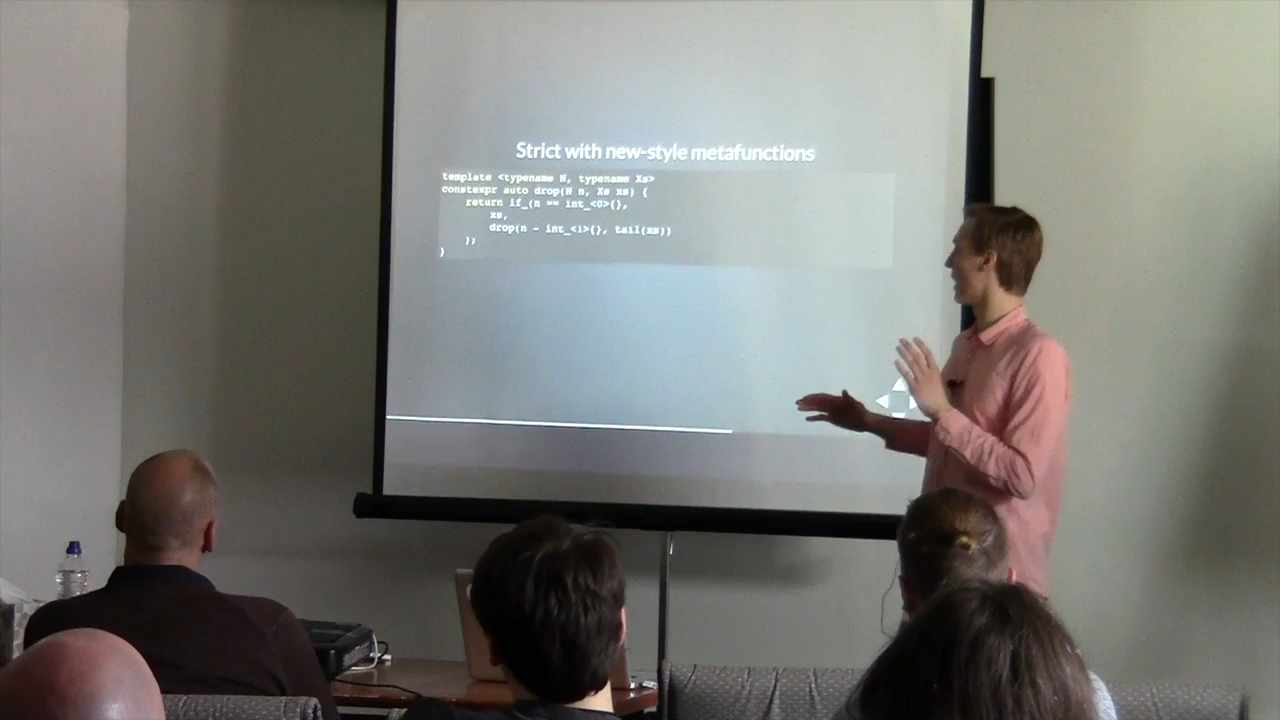 Strict with new-style metafunctions
template <typename N, typename Xs>
constexpr auto drop(N n, Xs xs) {
return if_(n == int_<0>{},
xs,
drop(n - int_<1>{}, tail(xs))
);
}